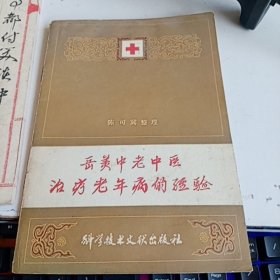 陈可冀整理
岳美中老中医
治疗老年病的经验
科学技术文献出版社